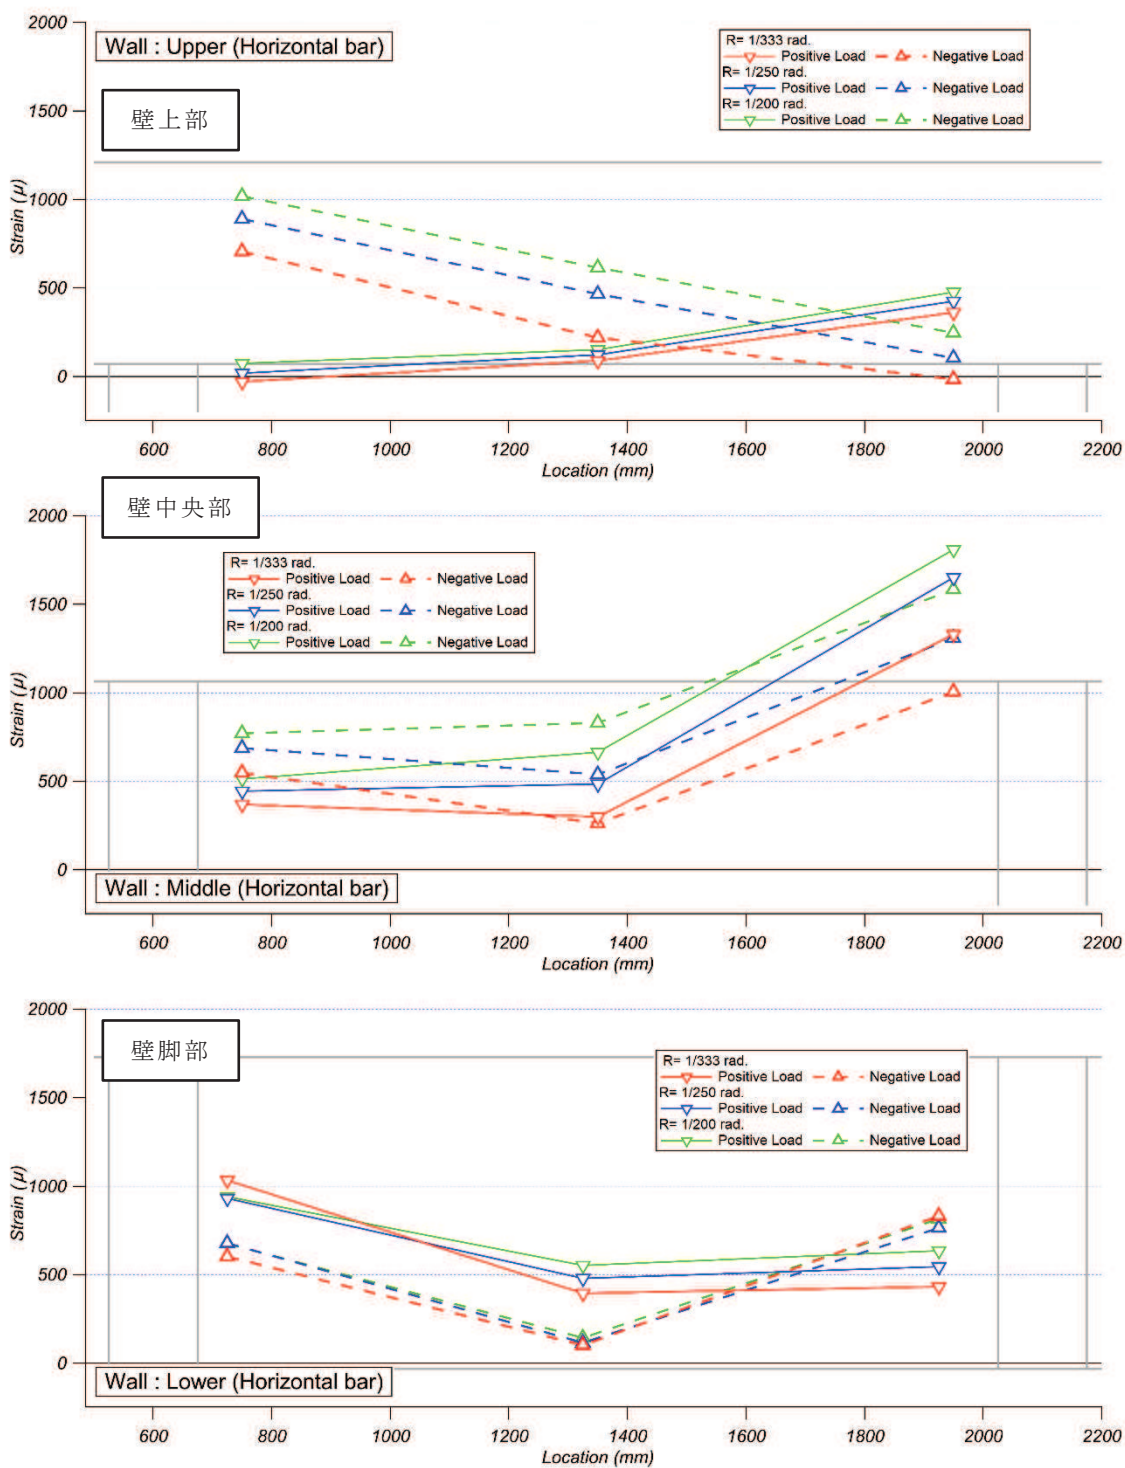 2000
Wall : Upper (Horizontal bar)
R= 1/333 rad.
Positive Load Negative Load
R= 1/250 rad.
Positive Load Negative Load
R= 1/200 rad.
Positive Load Negative Load
1500
壁上部
1000
Strain (μ)
500
0
600 800 1000 1200 1400 1600 1800 2000 2200
Location (mm)
壁中央部
2000
R= 1/333 rad.
Positive Load Negative Load
R= 1/250 rad.
Positive Load Negative Load
R= 1/200 rad.
Positive Load Negative Load
1500
1000
Strain (μ)
500
0
Wall : Middle (Horizontal bar)
600 800 1000 1200 1400 1600 1800 2000 2200
Location (mm)
2000
壁脚部
R= 1/333 rad.
Positive Load Negative Load
R= 1/250 rad.
Positive Load Negative Load
R= 1/200 rad.
Positive Load Negative Load
1500
1000
Strain (μ)
500
0
Wall : Lower (Horizontal bar)
600 800 1000 1200 1400 1600 1800 2000 2200
Location (mm)